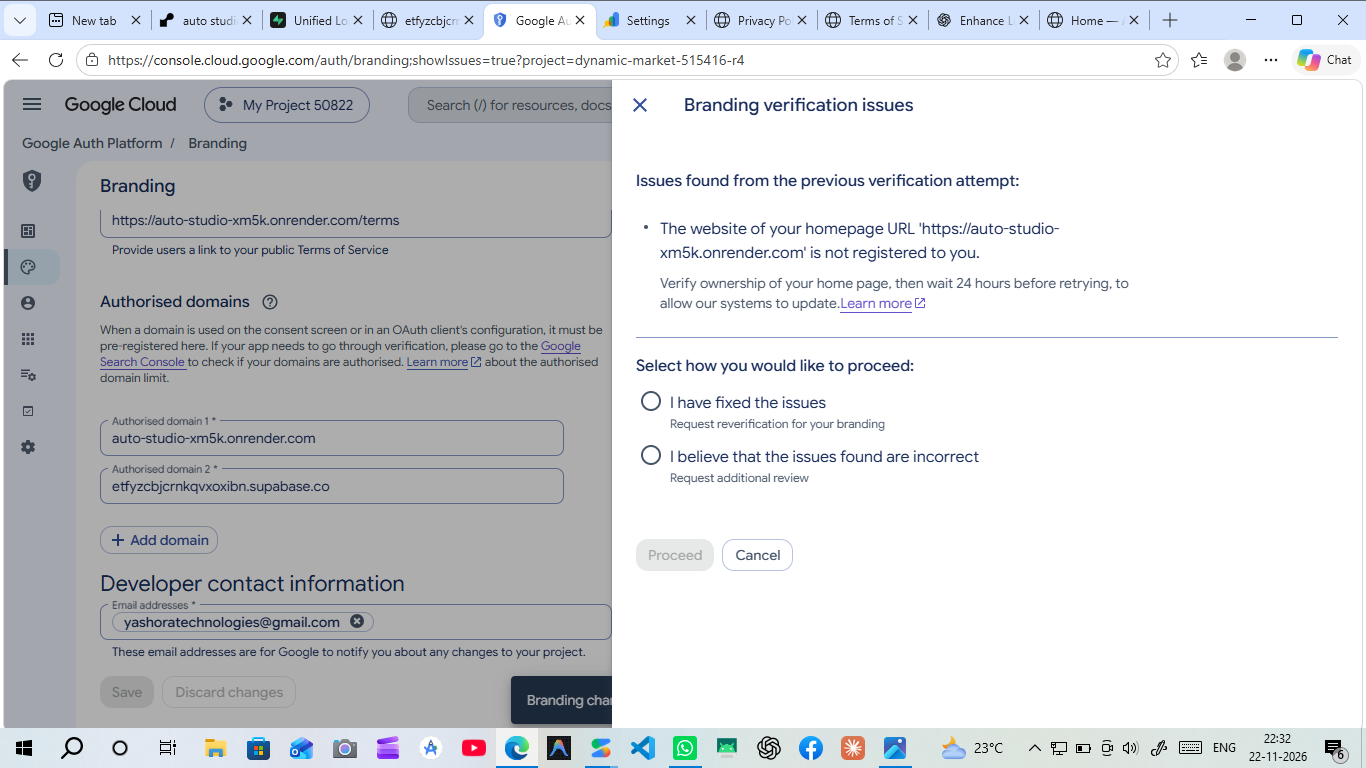 New tab
auto studi
Unified Lo
etfyzcbjcrn
Google Au
Settings
Privacy Po
Terms of S
Enhance L
Home — A
https://console.cloud.google.com/auth/branding;showIssues=true?project=dynamic-market-515416-r4
Chat
Google Cloud
My Project 50822
Search (/) for resources, docs
Google Auth Platform / Branding
Branding
https://auto-studio-xm5k.onrender.com/terms
Provide users a link to your public Terms of Service
Authorised domains
When a domain is used on the consent screen or in an OAuth client's configuration, it must be
pre-registered here. If your app needs to go through verification, please go to the Google
Search Console to check if your domains are authorised. Learn more about the authorised
domain limit.
Authorised domain 1 *
auto-studio-xm5k.onrender.com
Authorised domain 2 *
etfyzcbjcrnkqvxoxibn.supabase.co
+ Add domain
Developer contact information
Email addresses *
yashoratechnologies@gmail.com
These email addresses are for Google to notify you about any changes to your project.
Save
Discard changes
Branding chan
Branding verification issues
Issues found from the previous verification attempt:
• The website of your homepage URL 'https://auto-studio-
xm5k.onrender.com' is not registered to you.
Verify ownership of your home page, then wait 24 hours before retrying, to
allow our systems to update.Learn more
Select how you would like to proceed:
I have fixed the issues
Request reverification for your branding
I believe that the issues found are incorrect
Request additional review
Proceed
Cancel
23°C
ENG
22:32
22-11-2026
6